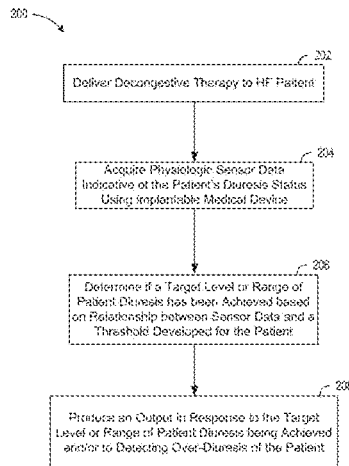 200
202
Deliver Decongestive Therapy to HF Patient
204
Acquire Physiologic Sensor Data
Indicative of the Patient's Diuresis Status
Using Implantable Medical Device
206
Determine if a Target Level or Range of
Patient Diuresis has been Achieved based
on Relationship between Sensor Data and a
Threshold Developed for the Patient
208
Produce an Output in Response to the Target
Level or Range of Patient Diuresis being Achieved
and/or to Detecting Over-Diuresis of the Patient